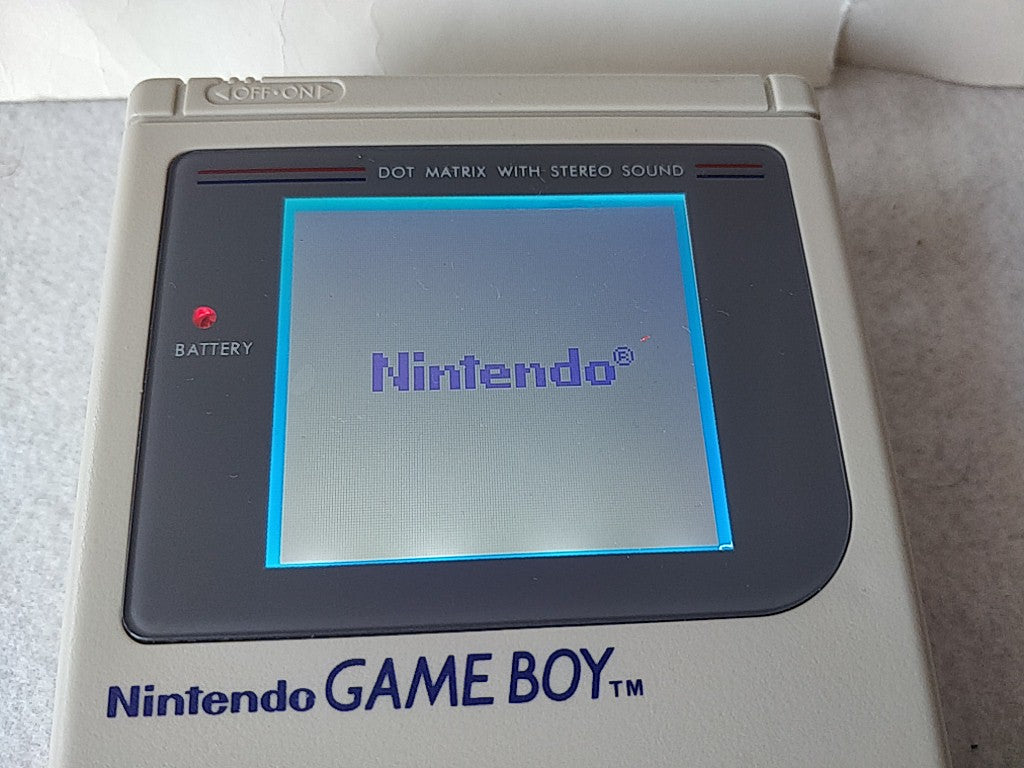 ◁OFF•ON▷
DOT MATRIX WITH STEREO SOUND
BATTERY
Nintendo®
Nintendo GAME BOY™